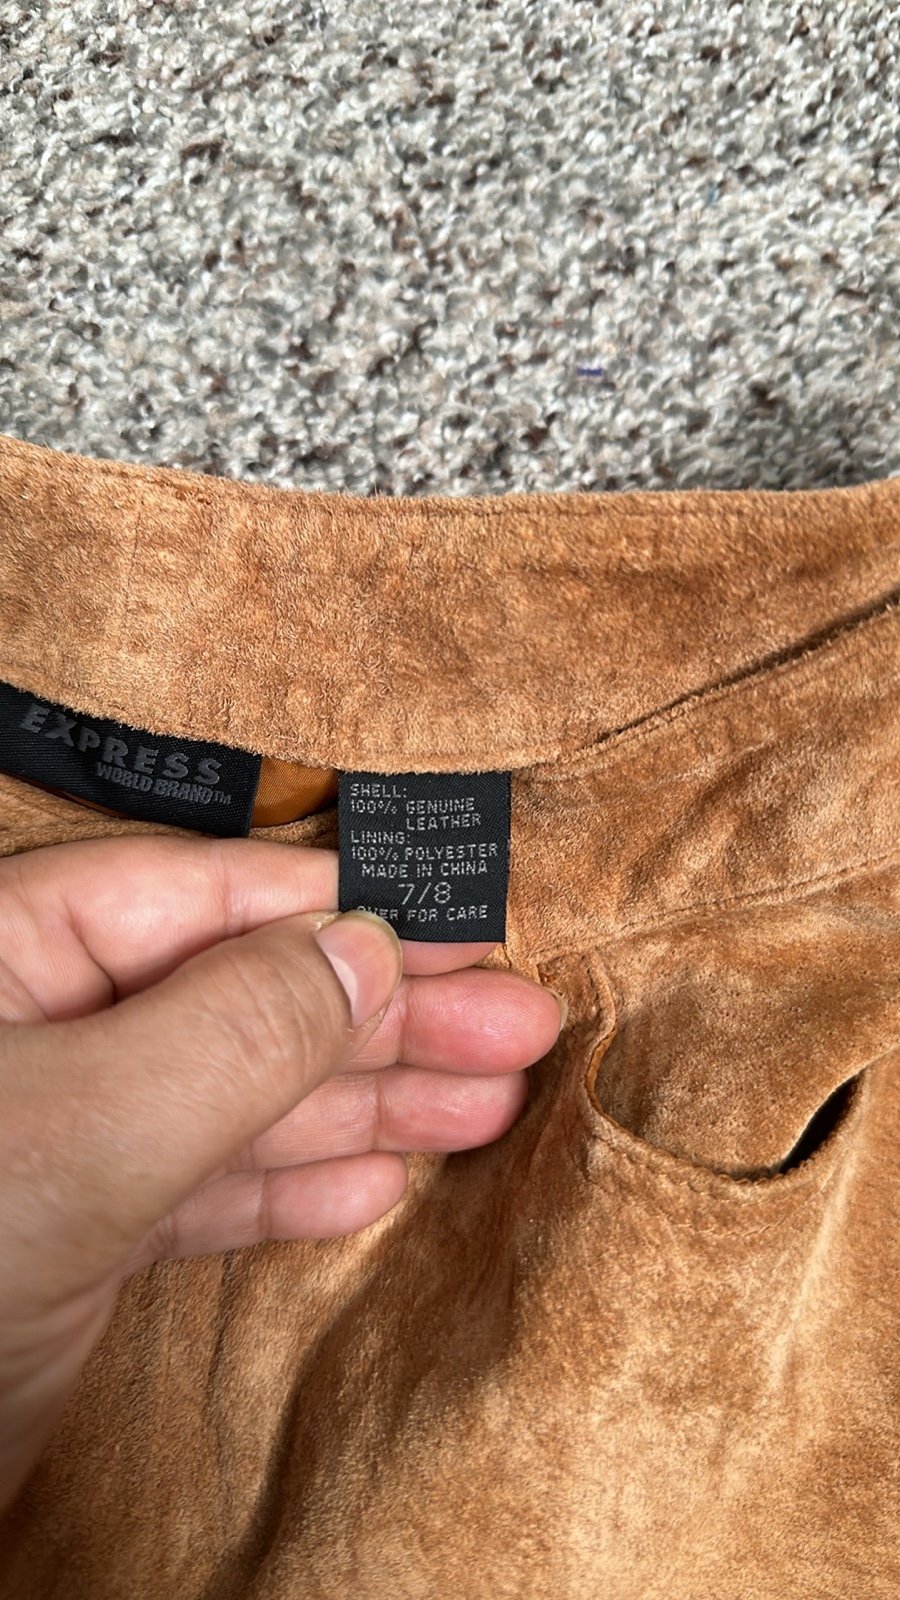 EXPRESS
WORLD BRAND™
SHELL:
100% GENUINE
LEATHER
LINING:
100% POLYESTER
MADE IN CHINA
7/8
OVER FOR CARE